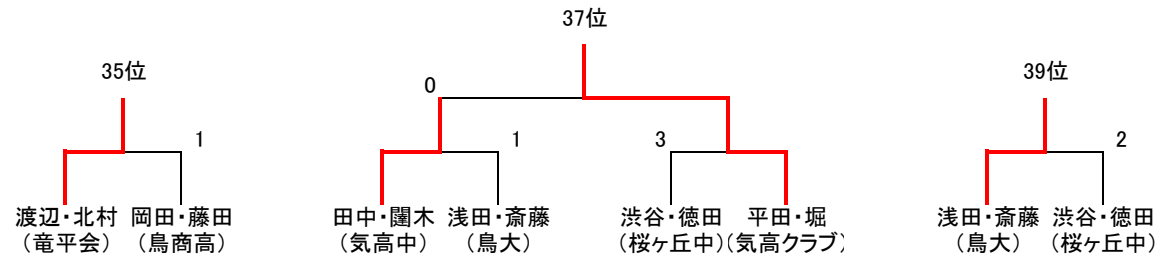 37位
35位
39位
0
1
1
3
2
渡辺・北村 岡田・藤田 田中・圓木 浅田・斎藤 渋谷・徳田 平田・堀 浅田・斎藤 渋谷・徳田
（竜平会） （鳥商高） （気高中） （鳥大） （桜ヶ丘中） （気高クラブ） （鳥大） （桜ヶ丘中）